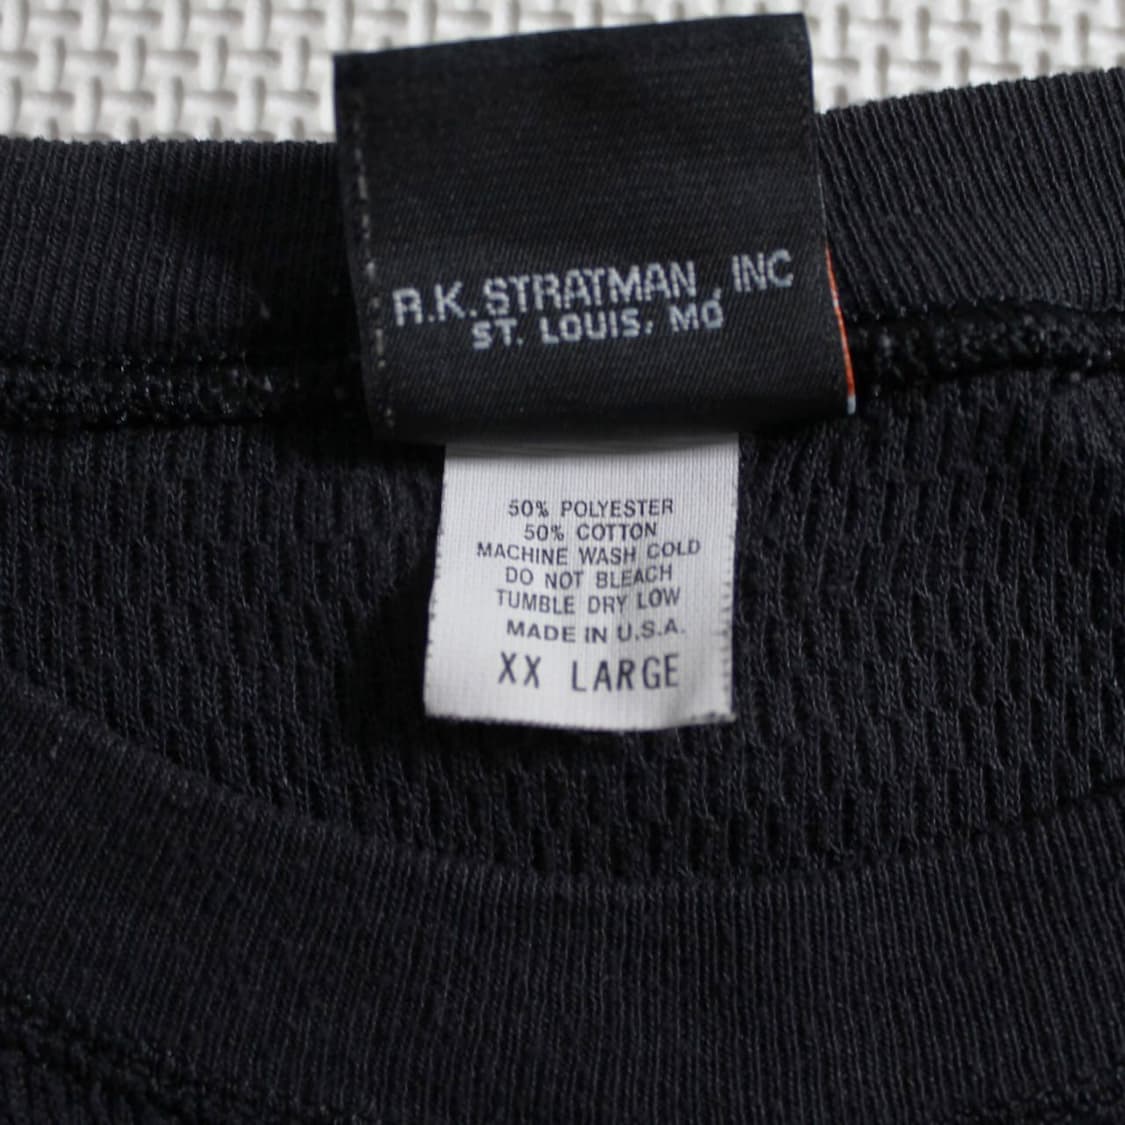 R.K. STRATMAN, INC
ST. LOUIS, MO
50% POLYESTER
50% COTTON
MACHINE WASH COLD
DO NOT BLEACH
TUMBLE DRY LOW
MADE IN U.S.A.
XX LARGE